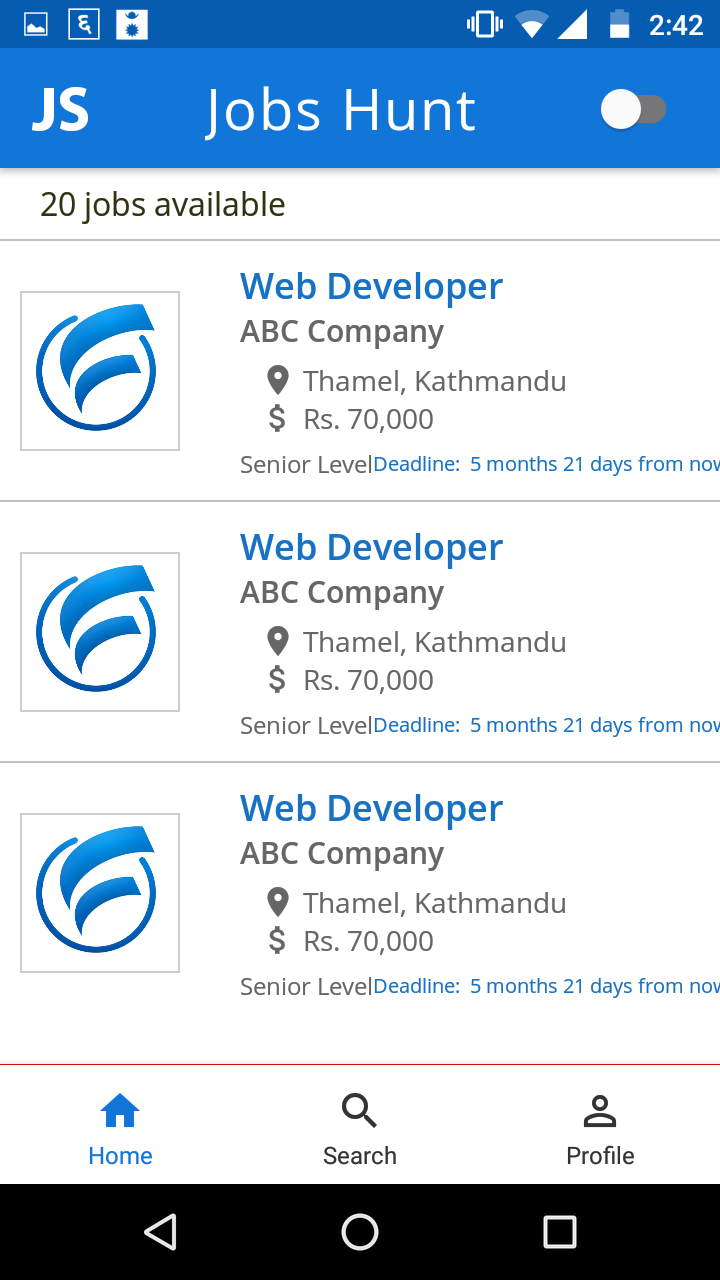 ६ 2:42
JS Jobs Hunt
20 jobs available
Web Developer
ABC Company
Thamel, Kathmandu
$ Rs. 70,000
Senior Level Deadline: 5 months 21 days from now
Web Developer
ABC Company
Thamel, Kathmandu
$ Rs. 70,000
Senior Level Deadline: 5 months 21 days from now
Web Developer
ABC Company
Thamel, Kathmandu
$ Rs. 70,000
Senior Level Deadline: 5 months 21 days from now
Home Search Profile